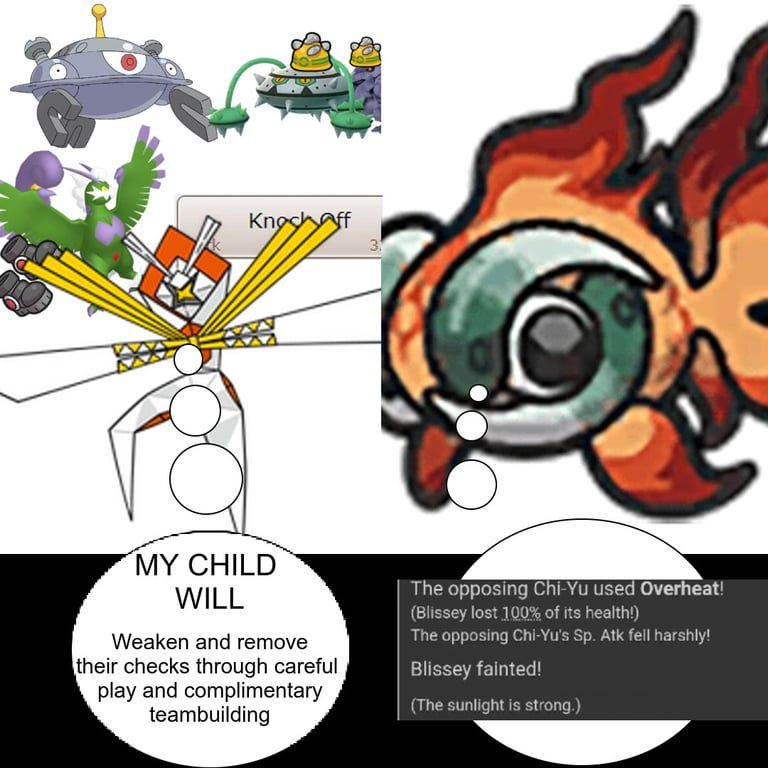 Knock Off
MY CHILD
WILL
Weaken and remove
their checks through careful
play and complimentary
teambuilding
The opposing Chi-Yu used Overheat!
(Blissey lost 100% of its health!)
The opposing Chi-Yu's Sp. Atk fell harshly!
Blissey fainted!
(The sunlight is strong.)